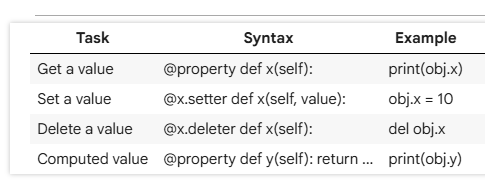 Task Syntax Example
Get a value @property def x(self): print(obj.x)
Set a value @x.setter def x(self, value): obj.x = 10
Delete a value @x.deleter def x(self): del obj.x
Computed value @property def y(self): return ... print(obj.y)